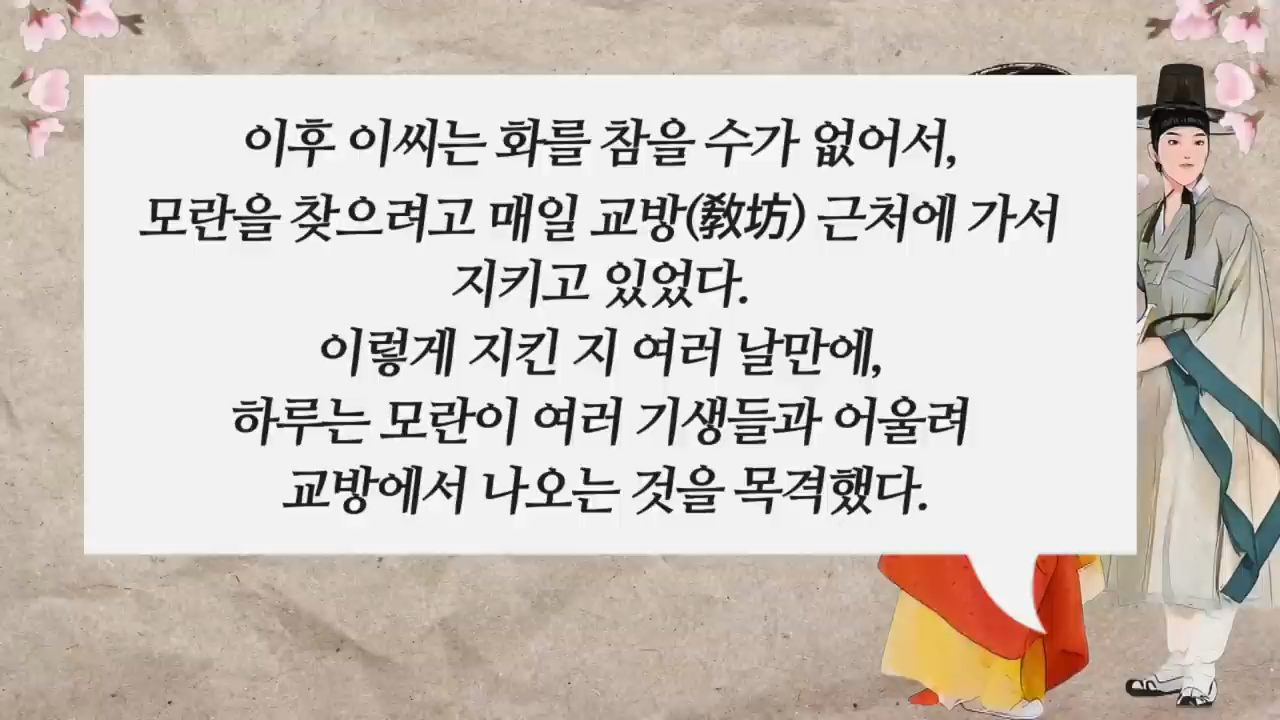 이후 이씨는 화를 참을 수가 없어서,
모란을 찾으려고 매일 교방(敎坊) 근처에 가서
지키고 있었다.
이렇게 지킨 지 여러 날만에,
하루는 모란이 여러 기생들과 어울려
교방에서 나오는 것을 목격했다.